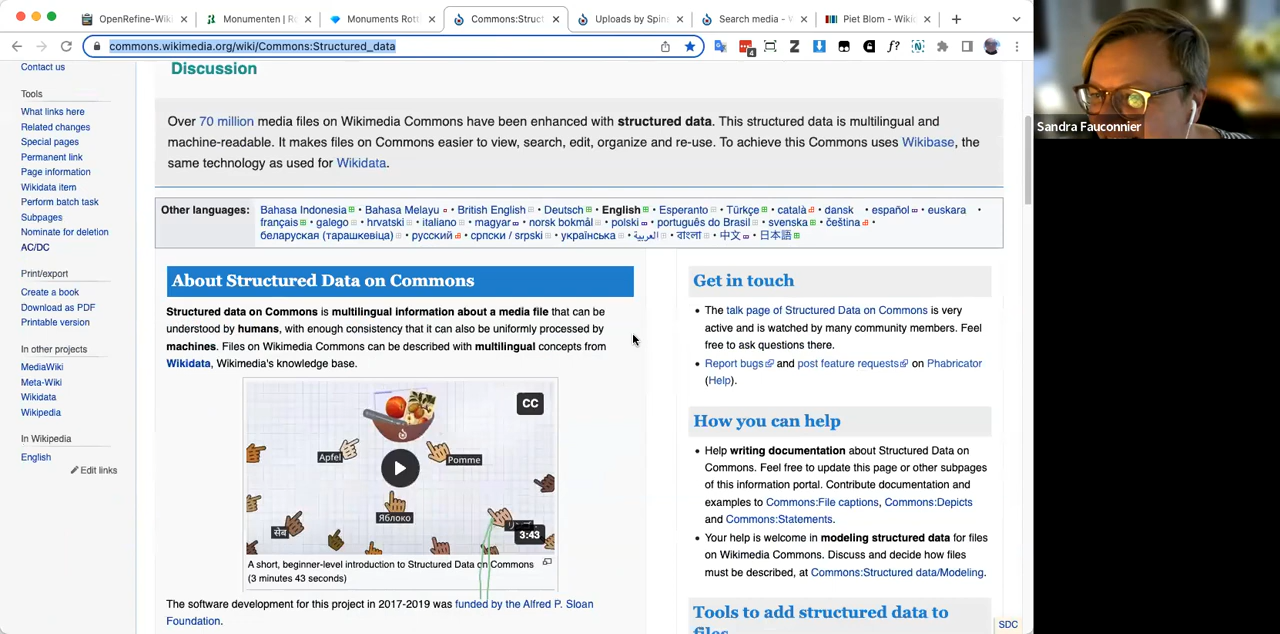 OpenRefine-Wiki
Monumenten | R
Monuments Rott
Commons:Struct
Uploads by Spin
Search media - W
Piet Blom - Wikid
commons.wikimedia.org/wiki/Commons:Structured_data
Sandra Fauconnier
Contact us
Tools
What links here
Related changes
Special pages
Permanent link
Page information
Wikidata item
Perform batch task
Subpages
Nominate for deletion
AC/DC
Print/export
Create a book
Download as PDF
Printable version
In other projects
MediaWiki
Meta-Wiki
Wikidata
Wikipedia
In Wikipedia
English
Edit links
Discussion
Over 70 million media files on Wikimedia Commons have been enhanced with structured data. This structured data is multilingual and
machine-readable. It makes files on Commons easier to view, search, edit, organize and re-use. To achieve this Commons uses Wikibase, the
same technology as used for Wikidata.
Other languages:
Bahasa Indonesia • Bahasa Melayu • British English • Deutsch • English • Esperanto • Türkçe • català • dansk • español • euskara •
français • galego • hrvatski • italiano • magyar • norsk bokmål • polski • português do Brasil • svenska • čeština •
беларуская (тарашкевіца) • русский • српски / srpski • українська • العربية • বাংলা • 中文 • 日本語
About Structured Data on Commons
Structured data on Commons is multilingual information about a media file that can be
understood by humans, with enough consistency that it can also be uniformly processed by
machines. Files on Wikimedia Commons can be described with multilingual concepts from
Wikidata, Wikimedia's knowledge base.
CC
Apfel
Pomme
Яблоко
सेब
3:43
A short, beginner-level introduction to Structured Data on Commons
(3 minutes 43 seconds)
The software development for this project in 2017-2019 was funded by the Alfred P. Sloan
Foundation.
Get in touch
• The talk page of Structured Data on Commons is very
active and is watched by many community members. Feel
free to ask questions there.
• Report bugs and post feature requests on Phabricator
(Help).
How you can help
• Help writing documentation about Structured Data on
Commons. Feel free to update this page or other subpages
of this information portal. Contribute documentation and
examples to Commons:File captions, Commons:Depicts
and Commons:Statements.
• Your help is welcome in modeling structured data for files
on Wikimedia Commons. Discuss and decide how files
must be described, at Commons:Structured data/Modeling.
Tools to add structured data to
files
SDC